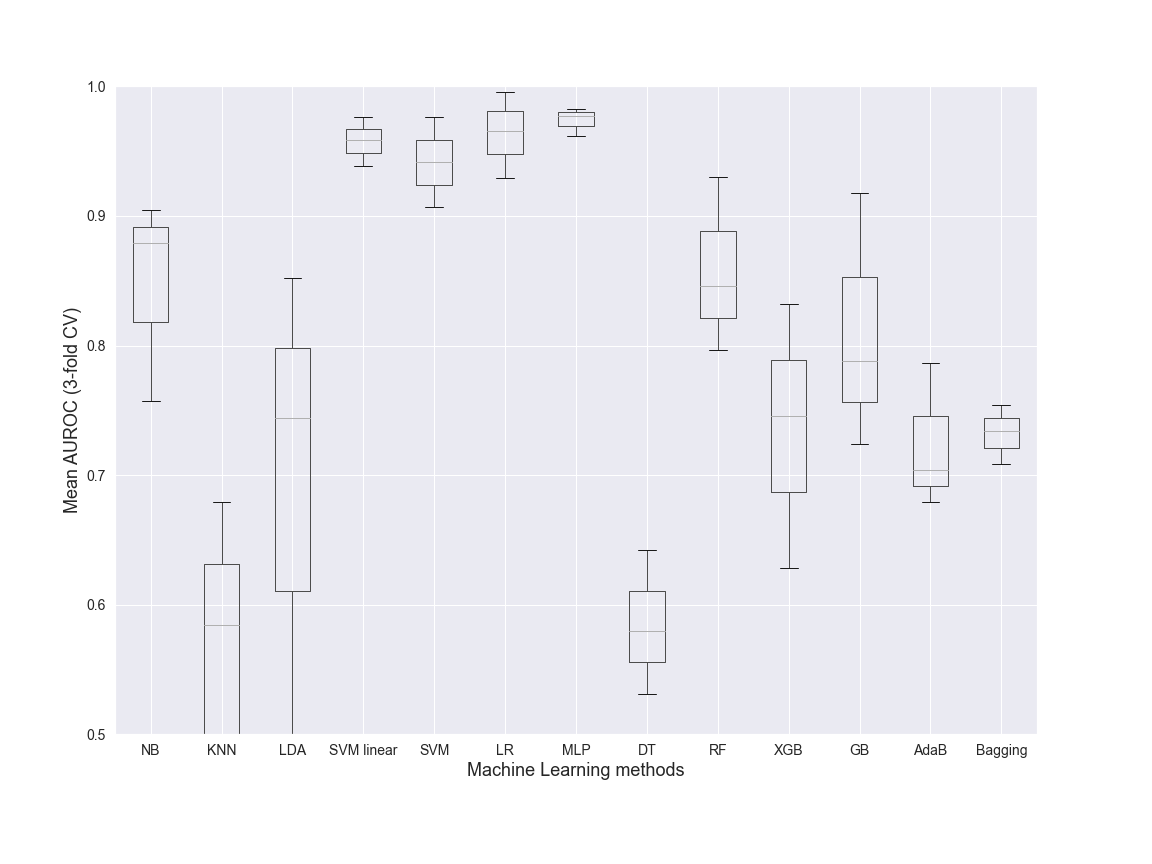 Mean AUROC (3-fold CV)
1.0
0.9
0.8
0.7
0.6
0.5
NB KNN LDA SVM linear SVM LR MLP DT RF XGB GB AdaB Bagging
Machine Learning methods